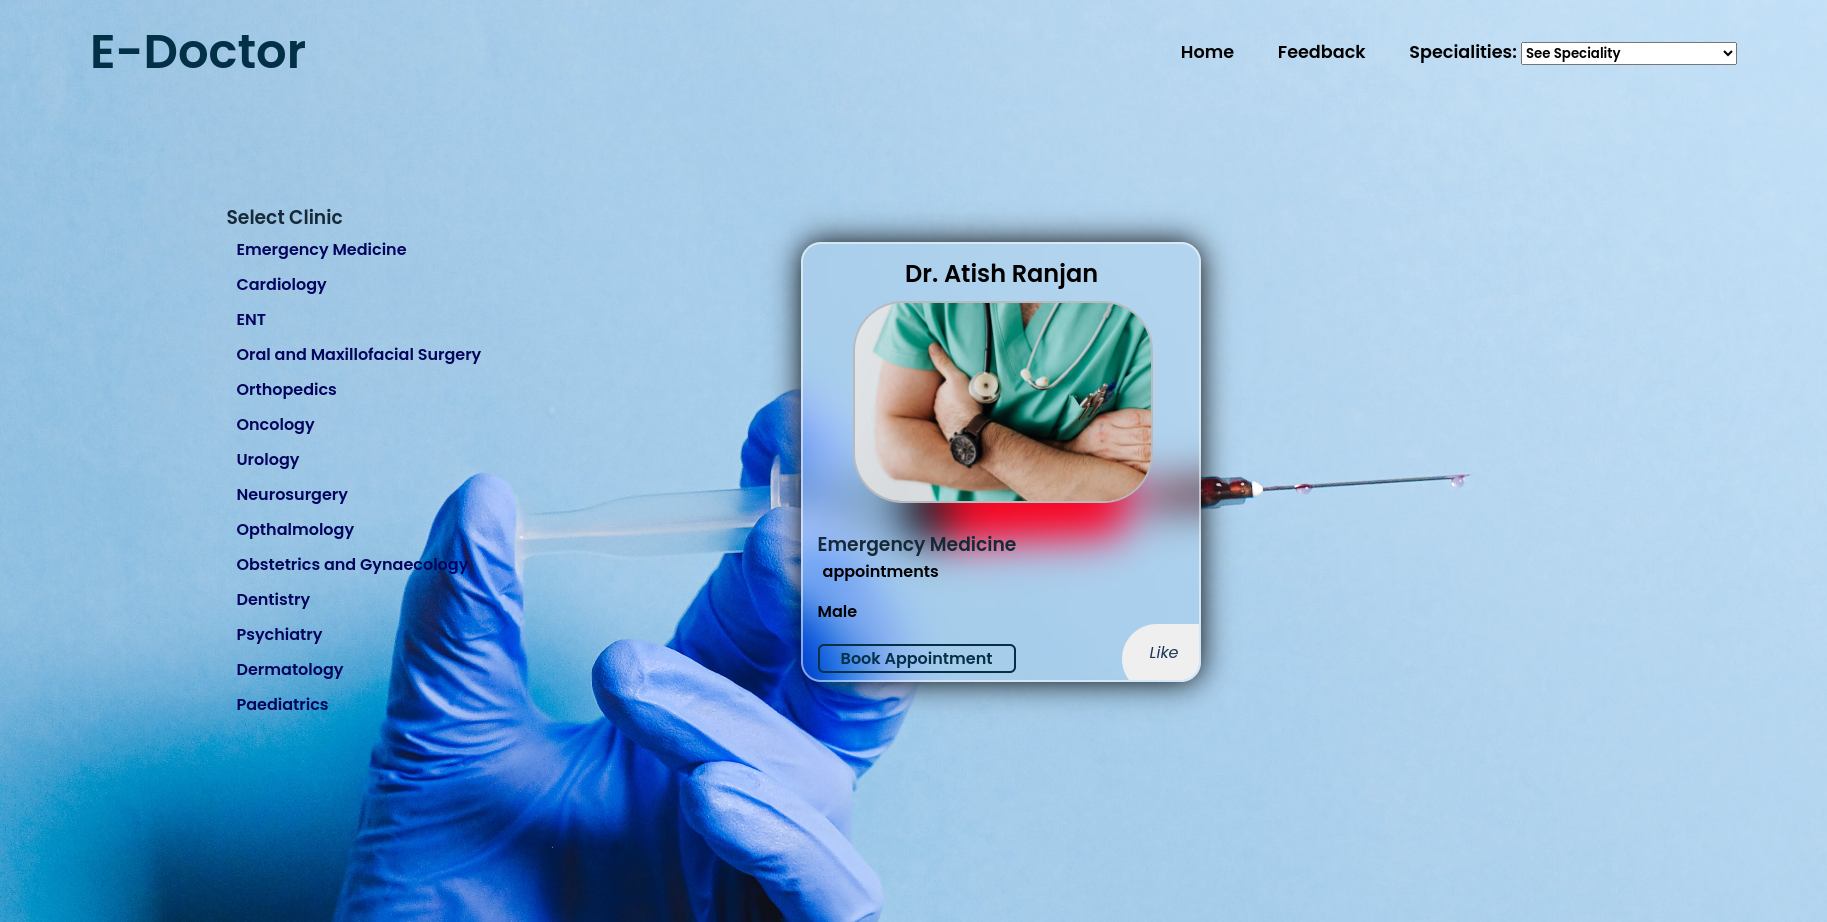 E-Doctor
Home Feedback Specialities: See Speciality
Select Clinic
Emergency Medicine
Cardiology
ENT
Oral and Maxillofacial Surgery
Orthopedics
Oncology
Urology
Neurosurgery
Opthalmology
Obstetrics and Gynaecology
Dentistry
Psychiatry
Dermatology
Paediatrics
Dr. Atish Ranjan
Emergency Medicine
appointments
Male
Book Appointment
Like